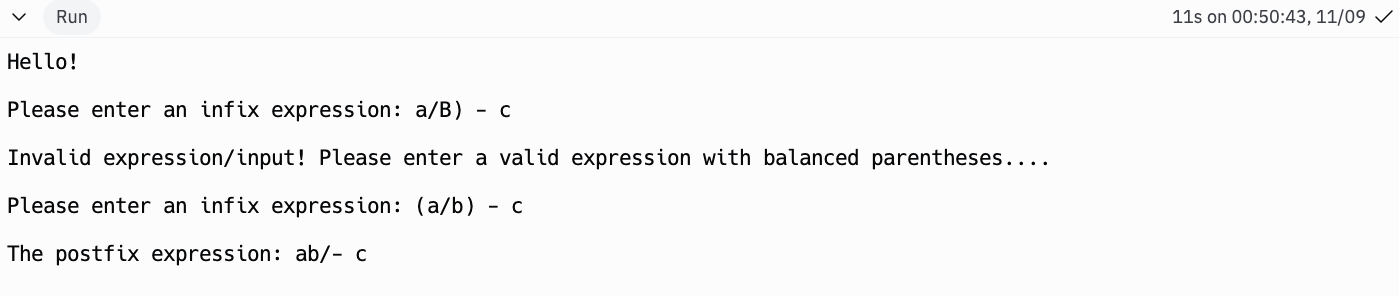 Run
11s on 00:50:43, 11/09
Hello!
Please enter an infix expression: a/B) - c
Invalid expression/input! Please enter a valid expression with balanced parentheses....
Please enter an infix expression: (a/b) - c
The postfix expression: ab/- c